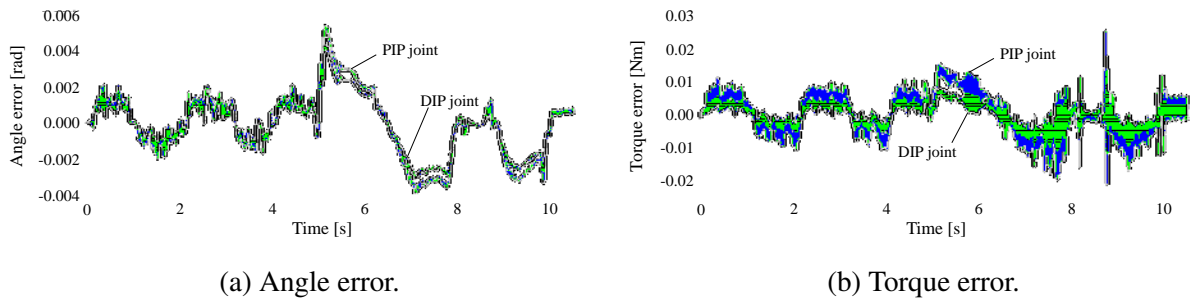 0.006
0.004
0.002
0.000
-0.002
-0.004
Angle error [rad]
PIP joint
DIP joint
0 2 4 6 8 10
Time [s]
(a) Angle error.
0.03
0.02
0.01
0.00
-0.01
-0.02
Torque error [Nm]
PIP joint
DIP joint
0 2 4 6 8 10
Time [s]
(b) Torque error.